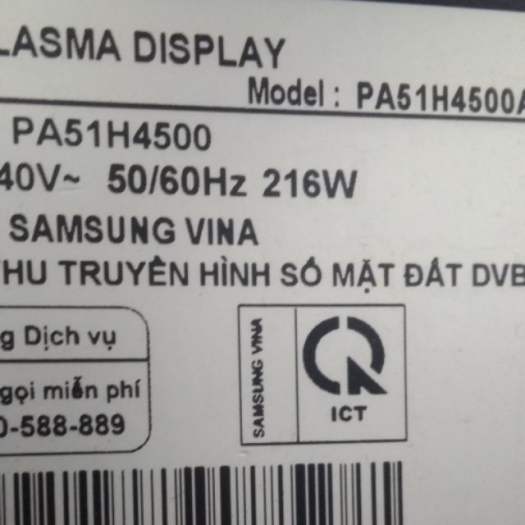 LASMA DISPLAY
Model : PA51H4500A
PA51H4500
40V~ 50/60Hz 216W
SAMSUNG VINA
THU TRUYỀN HÌNH SỐ MẶT ĐẤT DVB
g Dịch vụ
gọi miễn phí
0-588-889
SAMSUNG VINA
ICT